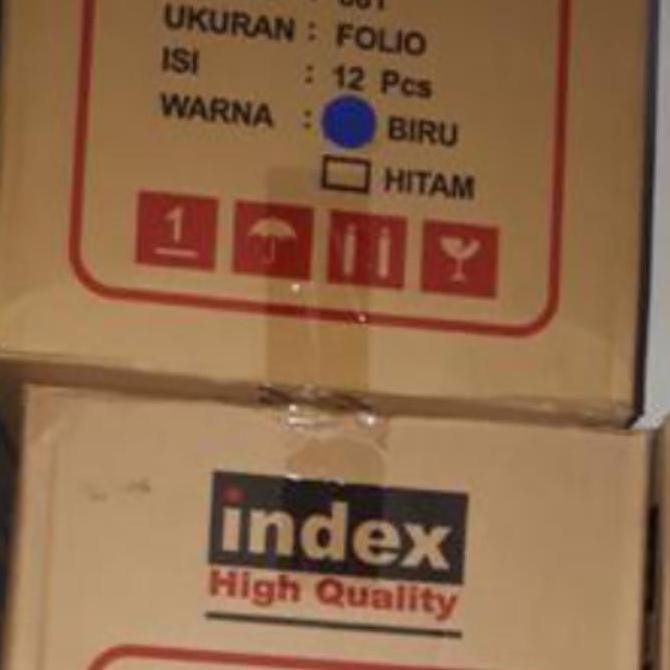 UKURAN : FOLIO
ISI : 12 Pcs
WARNA : BIRU
HITAM
1
index
High Quality